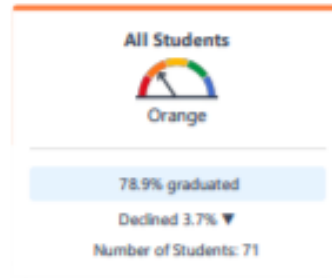 All Students
Orange
78.9% graduated
Declined 3.7% ▼
Number of Students: 71